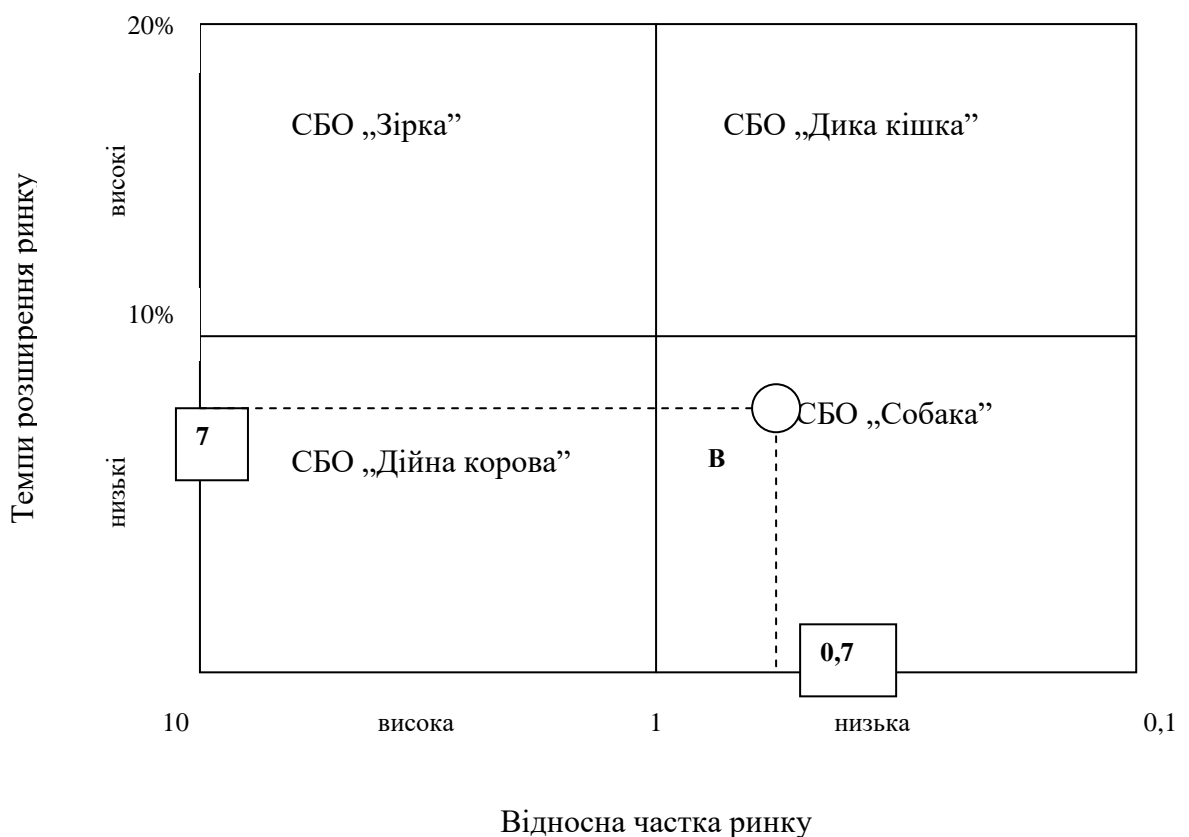 20%
СБО „Зірка”
СБО „Дика кішка”
Темпи розширення ринку
високі
10%
7
СБО „Собака”
СБО „Дійна корова”
В
низькі
0,7
10
висока
1
низька
0,1
Відносна частка ринку